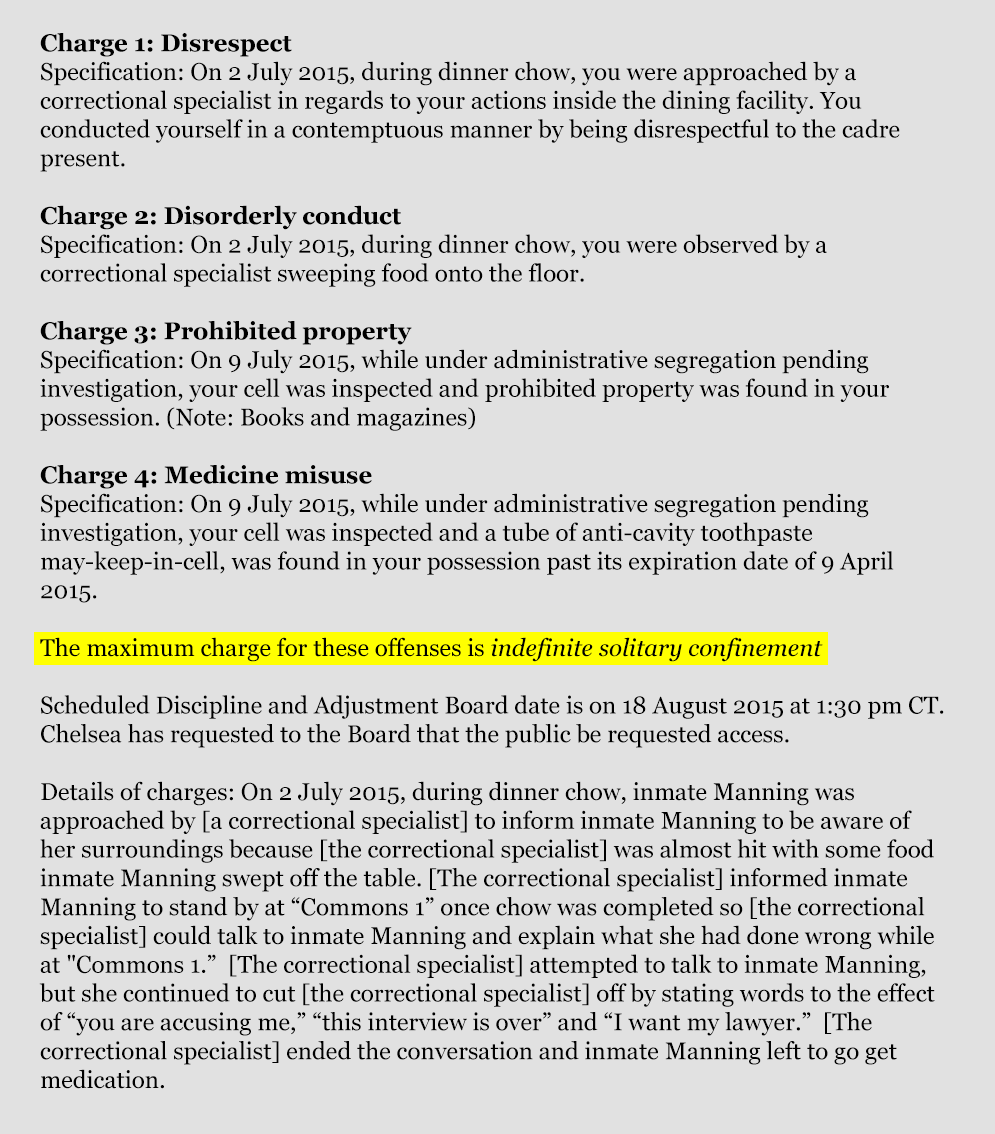 Charge 1: Disrespect
Specification: On 2 July 2015, during dinner chow, you were approached by a
correctional specialist in regards to your actions inside the dining facility. You
conducted yourself in a contemptuous manner by being disrespectful to the cadre
present.
Charge 2: Disorderly conduct
Specification: On 2 July 2015, during dinner chow, you were observed by a
correctional specialist sweeping food onto the floor.
Charge 3: Prohibited property
Specification: On 9 July 2015, while under administrative segregation pending
investigation, your cell was inspected and prohibited property was found in your
possession. (Note: Books and magazines)
Charge 4: Medicine misuse
Specification: On 9 July 2015, while under administrative segregation pending
investigation, your cell was inspected and a tube of anti-cavity toothpaste
may-keep-in-cell, was found in your possession past its expiration date of 9 April
2015.
The maximum charge for these offenses is indefinite solitary confinement
Scheduled Discipline and Adjustment Board date is on 18 August 2015 at 1:30 pm CT.
Chelsea has requested to the Board that the public be requested access.
Details of charges: On 2 July 2015, during dinner chow, inmate Manning was
approached by [a correctional specialist] to inform inmate Manning to be aware of
her surroundings because [the correctional specialist] was almost hit with some food
inmate Manning swept off the table. [The correctional specialist] informed inmate
Manning to stand by at “Commons 1” once chow was completed so [the correctional
specialist] could talk to inmate Manning and explain what she had done wrong while
at "Commons 1.”  [The correctional specialist] attempted to talk to inmate Manning,
but she continued to cut [the correctional specialist] off by stating words to the effect
of “you are accusing me,” “this interview is over” and “I want my lawyer.”  [The
correctional specialist] ended the conversation and inmate Manning left to go get
medication.